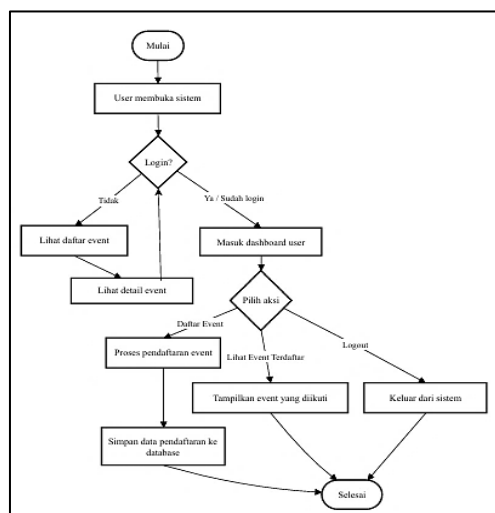 Mulai
User membuka sistem
Login?
Tidak
Ya / Sudah login
Lihat daftar event
Masuk dashboard user
Lihat detail event
Pilih aksi
Daftar Event
Lihat Event Terdaftar
Logout
Proses pendaftaran event
Tampilkan event yang diikuti
Keluar dari sistem
Simpan data pendaftaran ke
database
Selesai